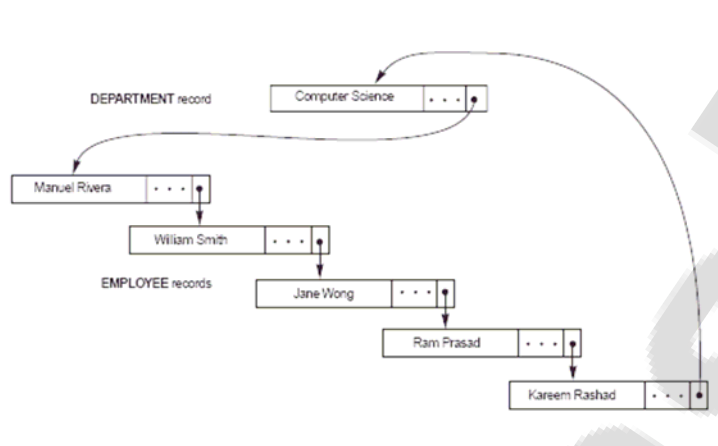 DEPARTMENT record
Computer Science . . .
Manuel Rivera . . .
William Smith . . .
EMPLOYEE records
Jane Wong . . .
Ram Prasad . . .
Kareem Rashad . . .